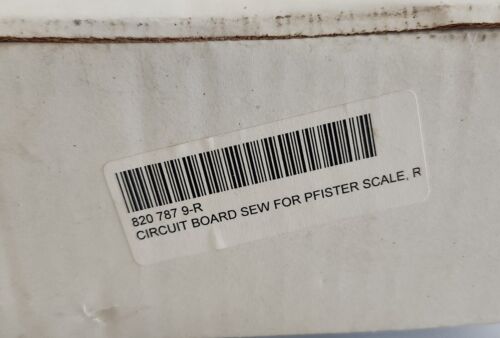 820 787 9-R
CIRCUIT BOARD SEW FOR PFISTER SCALE, R